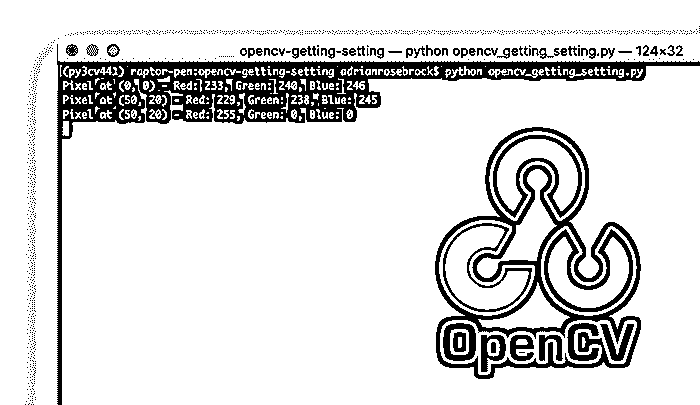 opencv-getting-setting — python opencv_getting_setting.py — 124×32
(py3cv441) raptor-pen:opencv-getting-setting adrianrosebrock$ python opencv_getting_setting.py
Pixel at (0, 0) - Red: 233, Green: 240, Blue: 246
Pixel at (50, 20) - Red: 229, Green: 238, Blue: 245
Pixel at (50, 20) - Red: 255, Green: 0, Blue: 0
OpenCV